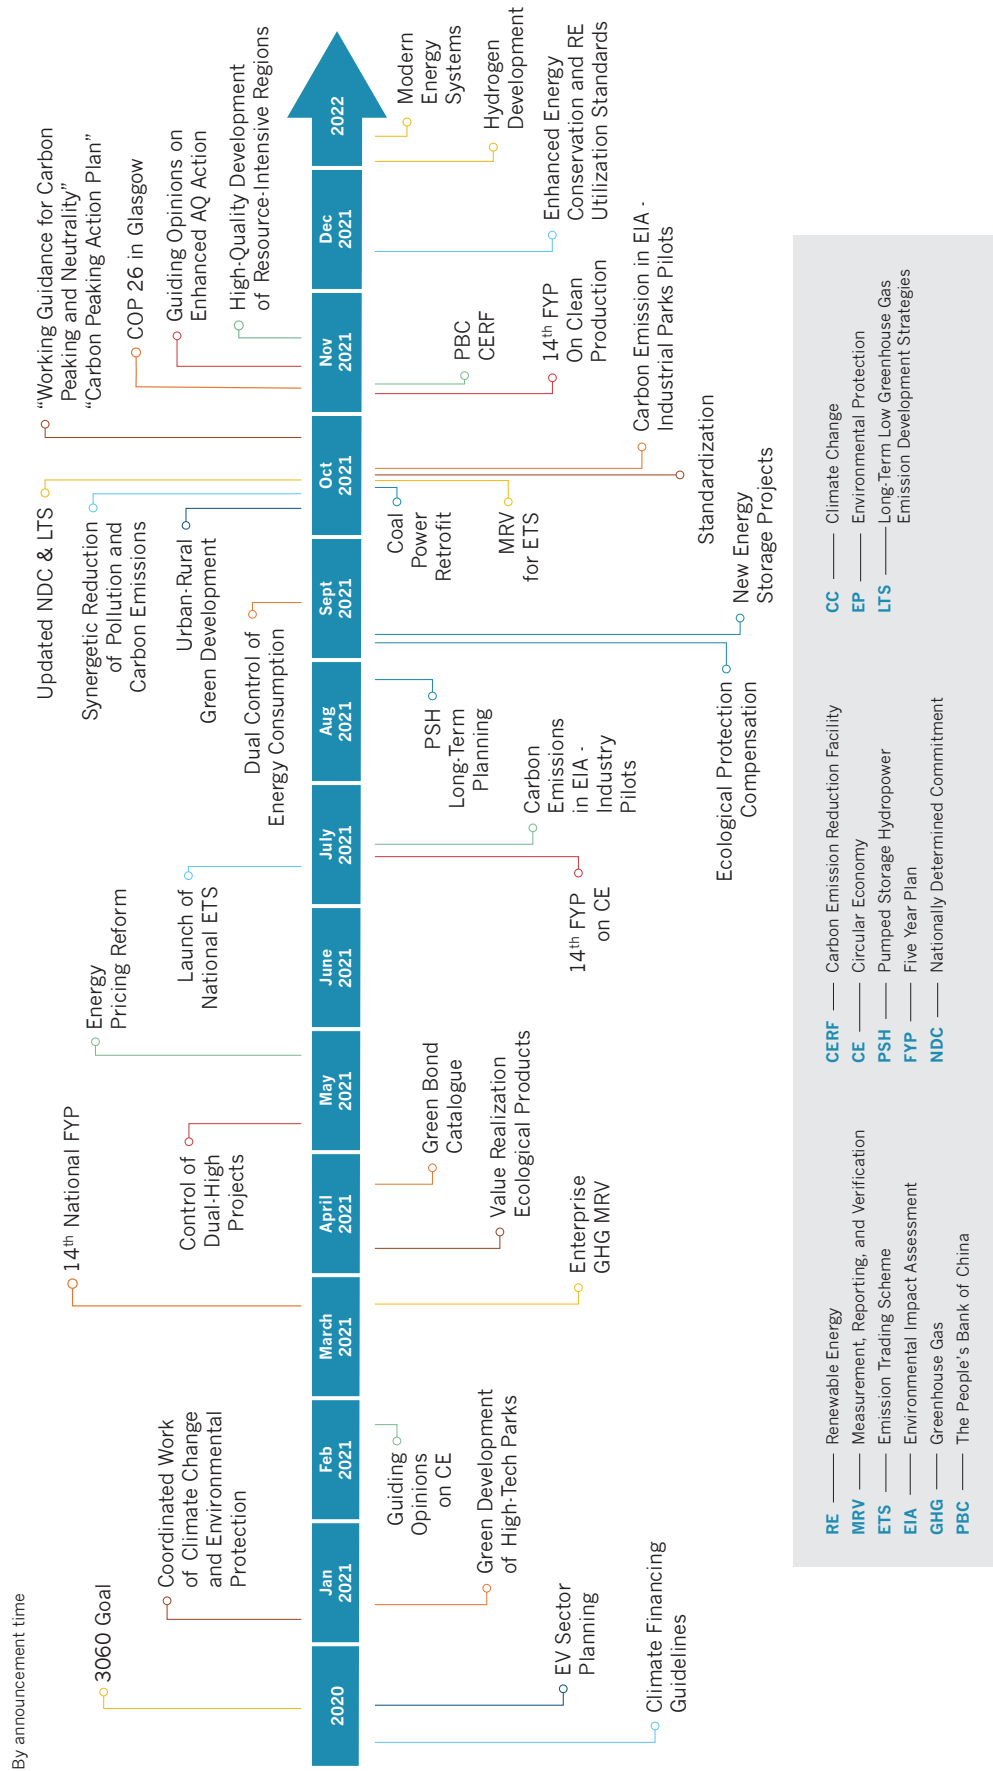 By announcement time
3060 Goal
Coordinated Work
of Climate Change
and Environmental
Protection
14th National FYP
Control of
Dual-High
Projects
Energy
Pricing Reform
Launch of
National ETS
Dual Control of
Energy Consumption
Updated NDC & LTS
Synergetic Reduction
of Pollution and
Carbon Emissions
Urban-Rural
Green Development
“Working Guidance for Carbon
Peaking and Neutrality”
“Carbon Peaking Action Plan”
COP 26 in Glasgow
Guiding Opinions on
Enhanced AQ Action
High-Quality Development
of Resource-Intensive Regions
2020
Jan
2021
Feb
2021
March
2021
April
2021
May
2021
June
2021
July
2021
Aug
2021
Sept
2021
Oct
2021
Nov
2021
Dec
2021
2022
Climate Financing
Guidelines
EV Sector
Planning
Green Development
of High-Tech Parks
Guiding
Opinions
on CE
Enterprise
GHG MRV
Value Realization
Ecological Products
Green Bond
Catalogue
14th FYP
on CE
Carbon
Emissions
in EIA -
Industry
Pilots
PSH
Long-Term
Planning
Ecological Protection
Compensation
New Energy
Storage Projects
Coal
Power
Retrofit
MRV
for ETS
Standardization
Carbon Emission in EIA -
Industrial Parks Pilots
14th FYP
On Clean
Production
PBC
CERF
Enhanced Energy
Conservation and RE
Utilization Standards
Hydrogen
Development
Modern
Energy
Systems
RE Renewable Energy
MRV Measurement, Reporting, and Verification
ETS Emission Trading Scheme
EIA Environmental Impact Assessment
GHG Greenhouse Gas
PBC The People’s Bank of China
CERF Carbon Emission Reduction Facility
CE Circular Economy
PSH Pumped Storage Hydropower
FYP Five Year Plan
NDC Nationally Determined Commitment
CC Climate Change
EP Environmental Protection
LTS Long-Term Low Greenhouse Gas
Emission Development Strategies